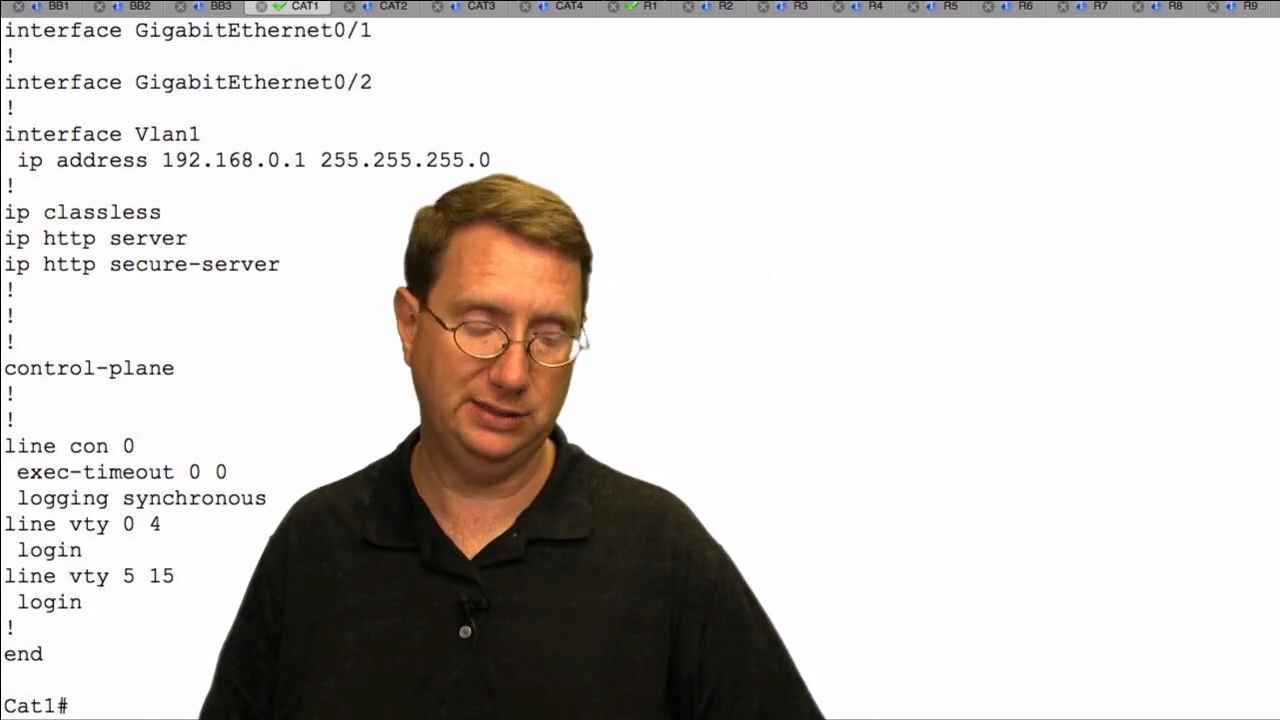 BB1 BB2 BB3 CAT1 CAT2 CAT3 CAT4 R1 R2 R3 R4 R5 R6 R7 R8 R9
interface GigabitEthernet0/1
!
interface GigabitEthernet0/2
!
interface Vlan1
 ip address 192.168.0.1 255.255.255.0
!
ip classless
ip http server
ip http secure-server
!
!
!
control-plane
!
!
line con 0
 exec-timeout 0 0
 logging synchronous
line vty 0 4
 login
line vty 5 15
 login
!
end
Cat1#